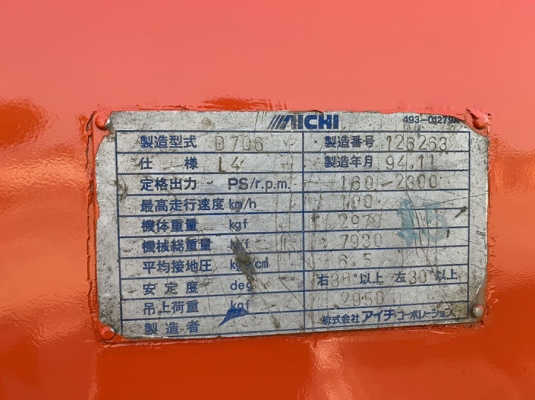 AICHI 493-01279
製造型式 D706 製造番号 126263
仕様 L4 製造年月 94.11
定格出力 PS/r.p.m. 160/2300
最高走行速度 km/h 100
機体重量 kgf 2970
機械総重量 kgf 7930
平均接地圧 6.5
安定度 deg 右30°以上 左30°以上
吊上荷重 kgf 2950
製造者 株式会社 アイチ コーポレーション